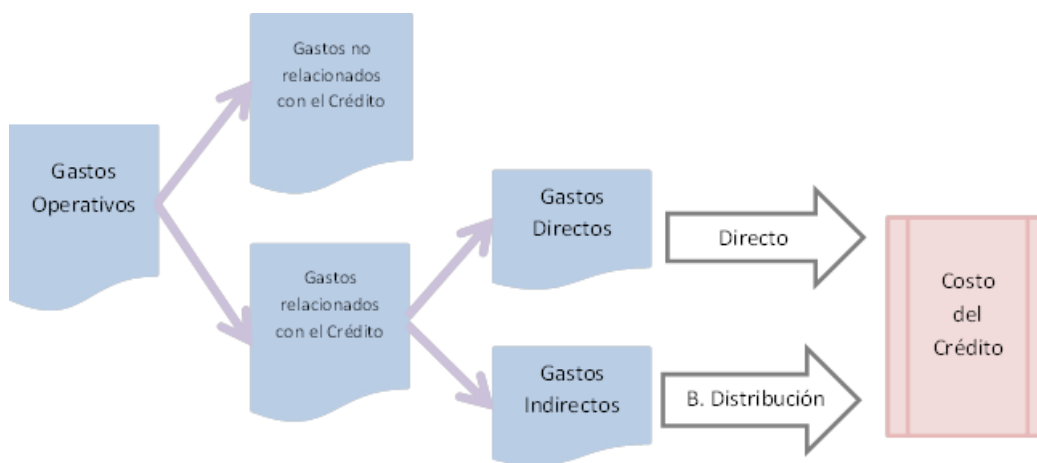 Gastos
Operativos
Gastos no
relacionados
con el Crédito
Gastos
relacionados
con el Crédito
Gastos
Directos
Gastos
Indirectos
Directo
B. Distribución
Costo
del
Crédito